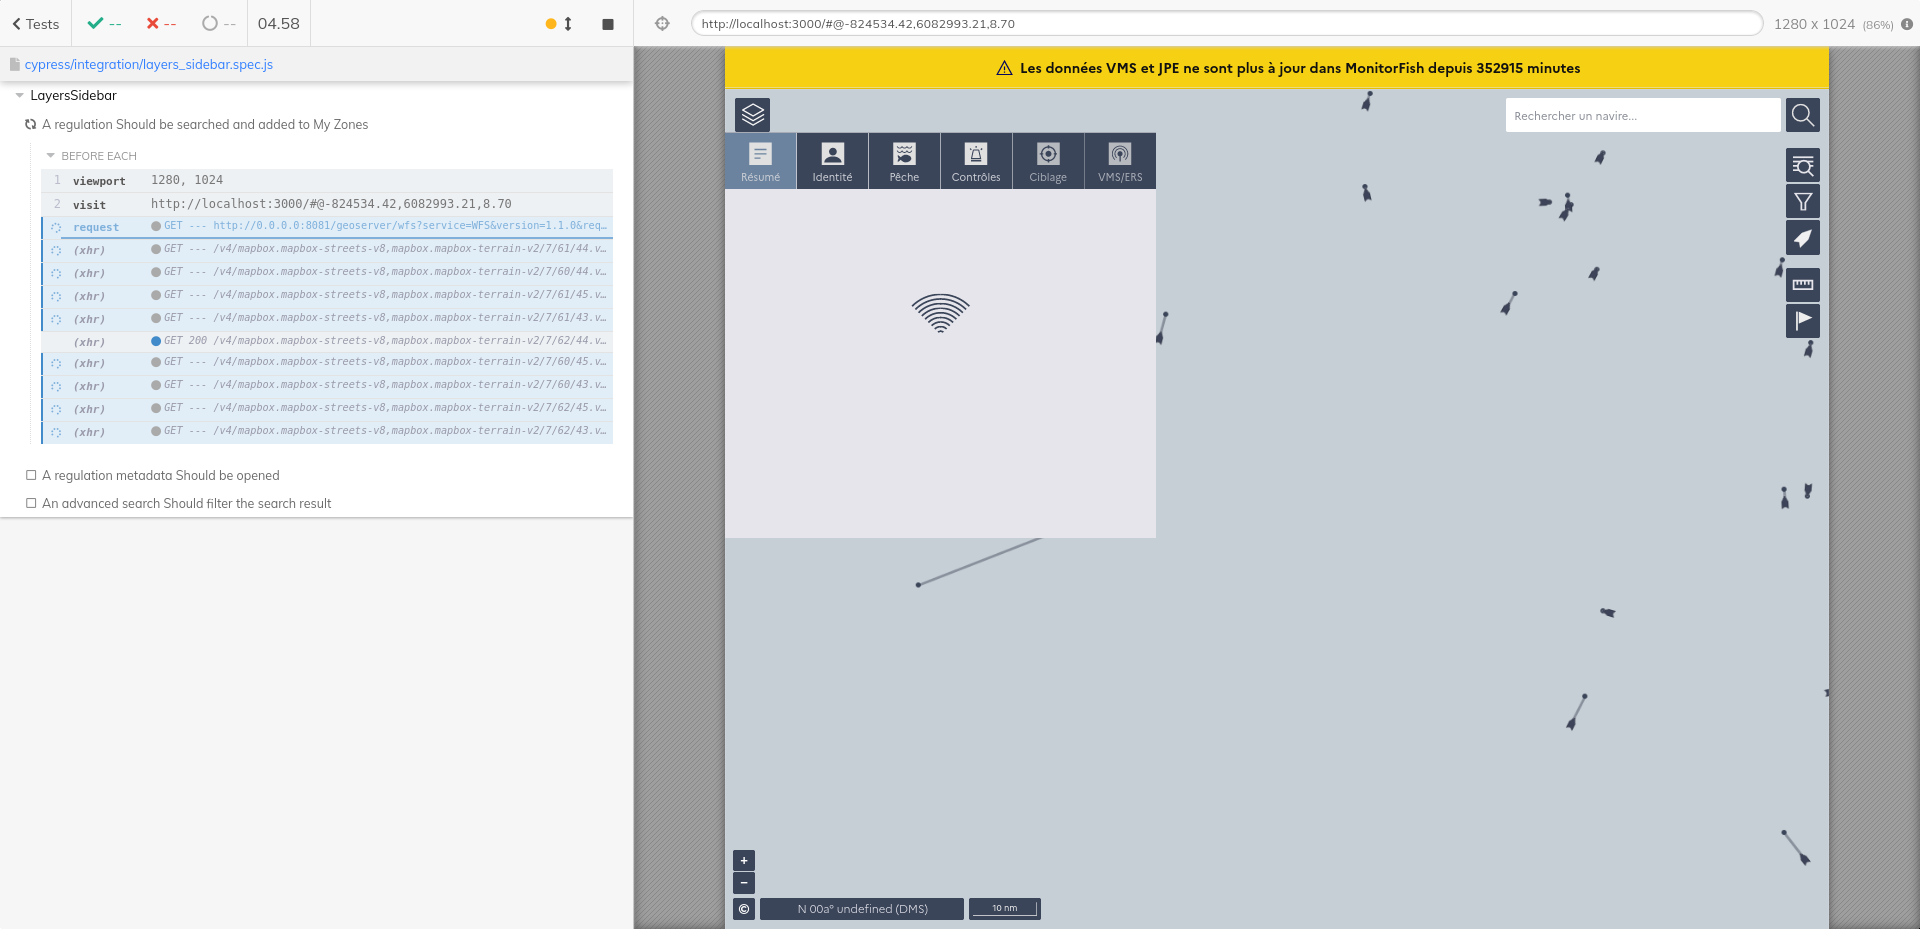 Tests
--
--
--
04.58
http://localhost:3000/#@-824534.42,6082993.21,8.70
1280 x 1024 (86%)
cypress/integration/layers_sidebar.spec.js
LayersSidebar
A regulation Should be searched and added to My Zones
BEFORE EACH
1 viewport 1280, 1024
2 visit http://localhost:3000/#@-824534.42,6082993.21,8.70
request GET --- http://0.0.0.0:8081/geoserver/wfs?service=WFS&version=1.1.0&req…
(xhr) GET --- /v4/mapbox.mapbox-streets-v8,mapbox.mapbox-terrain-v2/7/61/44.v…
(xhr) GET --- /v4/mapbox.mapbox-streets-v8,mapbox.mapbox-terrain-v2/7/60/44.v…
(xhr) GET --- /v4/mapbox.mapbox-streets-v8,mapbox.mapbox-terrain-v2/7/61/45.v…
(xhr) GET --- /v4/mapbox.mapbox-streets-v8,mapbox.mapbox-terrain-v2/7/61/43.v…
(xhr) GET 200 /v4/mapbox.mapbox-streets-v8,mapbox.mapbox-terrain-v2/7/62/44.v…
(xhr) GET --- /v4/mapbox.mapbox-streets-v8,mapbox.mapbox-terrain-v2/7/60/45.v…
(xhr) GET --- /v4/mapbox.mapbox-streets-v8,mapbox.mapbox-terrain-v2/7/60/43.v…
(xhr) GET --- /v4/mapbox.mapbox-streets-v8,mapbox.mapbox-terrain-v2/7/62/45.v…
(xhr) GET --- /v4/mapbox.mapbox-streets-v8,mapbox.mapbox-terrain-v2/7/62/43.v…
A regulation metadata Should be opened
An advanced search Should filter the search result
Les données VMS et JPE ne sont plus à jour dans MonitorFish depuis 352915 minutes
Rechercher un navire...
Résumé
Identité
Pêche
Contrôles
Ciblage
VMS/ERS
+
−
©
N 00a° undefined (DMS)
10 nm